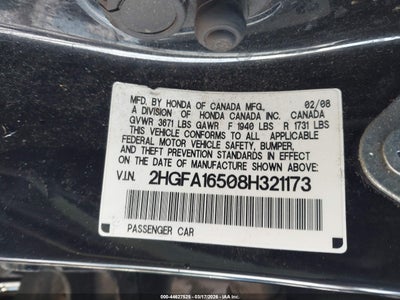 MFD. BY HONDA OF CANADA MFG. 02/08
A DIVISION OF HONDA CANADA INC. CANADA
GVWR 3671 LBS GAWR F 1940 LBS R 1731 LBS
THIS VEHICLE CONFORMS TO ALL APPLICABLE
FEDERAL MOTOR VEHICLE SAFETY, BUMPER,
AND THEFT PREVENTION STANDARDS IN EFFECT ON
THE DATE OF MANUFACTURE SHOWN ABOVE.
V.I.N. 2HGFA16508H321173
PASSENGER CAR
000-44627525 - 03/17/2026 - IAA